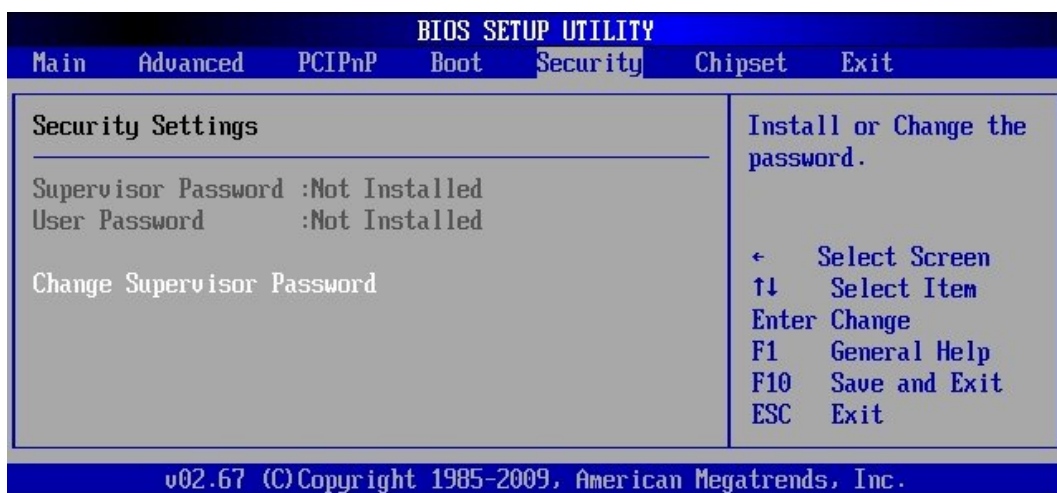 BIOS SETUP UTILITY
Main Advanced PCIPnP Boot Security Chipset Exit
Security Settings
Supervisor Password :Not Installed
User Password :Not Installed
Change Supervisor Password
Install or Change the
password.
← Select Screen
↑↓ Select Item
Enter Change
F1 General Help
F10 Save and Exit
ESC Exit
v02.67 (C)Copyright 1985-2009, American Megatrends, Inc.